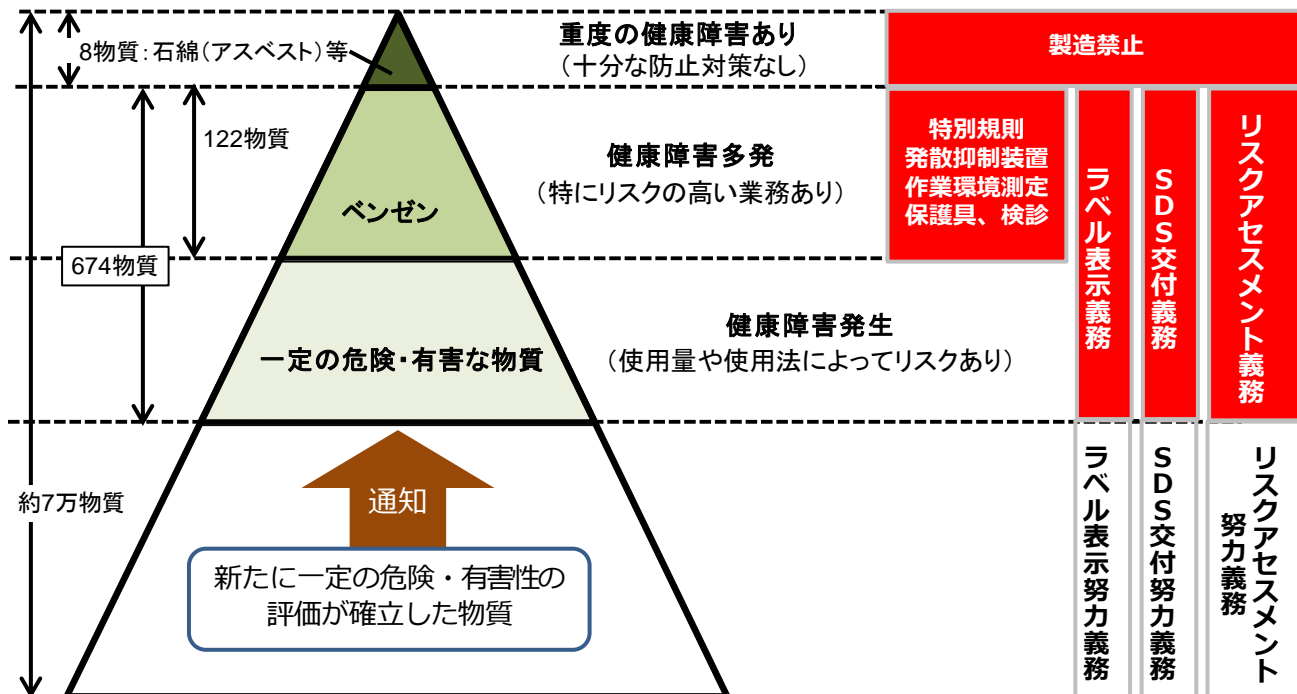 8物質：石綿（アスベスト）等
重度の健康障害あり
（十分な防止対策なし）
製造禁止
122物質
674物質
ベンゼン
健康障害多発
（特にリスクの高い業務あり）
特別規則
発散抑制装置
作業環境測定
保護具、検診
ラベル表示義務
SDS交付義務
リスクアセスメント義務
一定の危険・有害な物質
健康障害発生
（使用量や使用法によってリスクあり）
約7万物質
通知
新たに一定の危険・有害性の
評価が確立した物質
ラベル表示努力義務
SDS交付努力義務
リスクアセスメント
努力義務